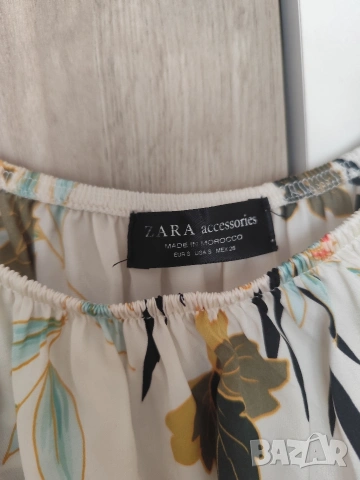 ZARA accessories
MADE IN MOROCCO
EUR S USA S MEX 26
BAZAR